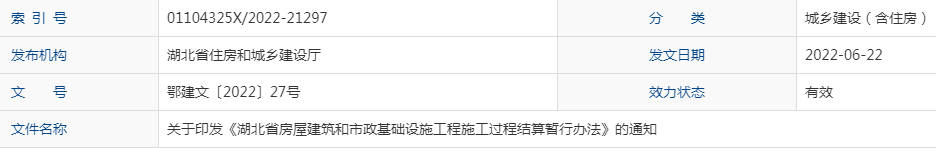 索 引 号 01104325X/2022-21297 分 类 城乡建设（含住房）
发布机构 湖北省住房和城乡建设厅 发文日期 2022-06-22
文 号 鄂建文〔2022〕27号 效力状态 有效
文件名称 关于印发《湖北省房屋建筑和市政基础设施工程施工过程结算暂行办法》的通知